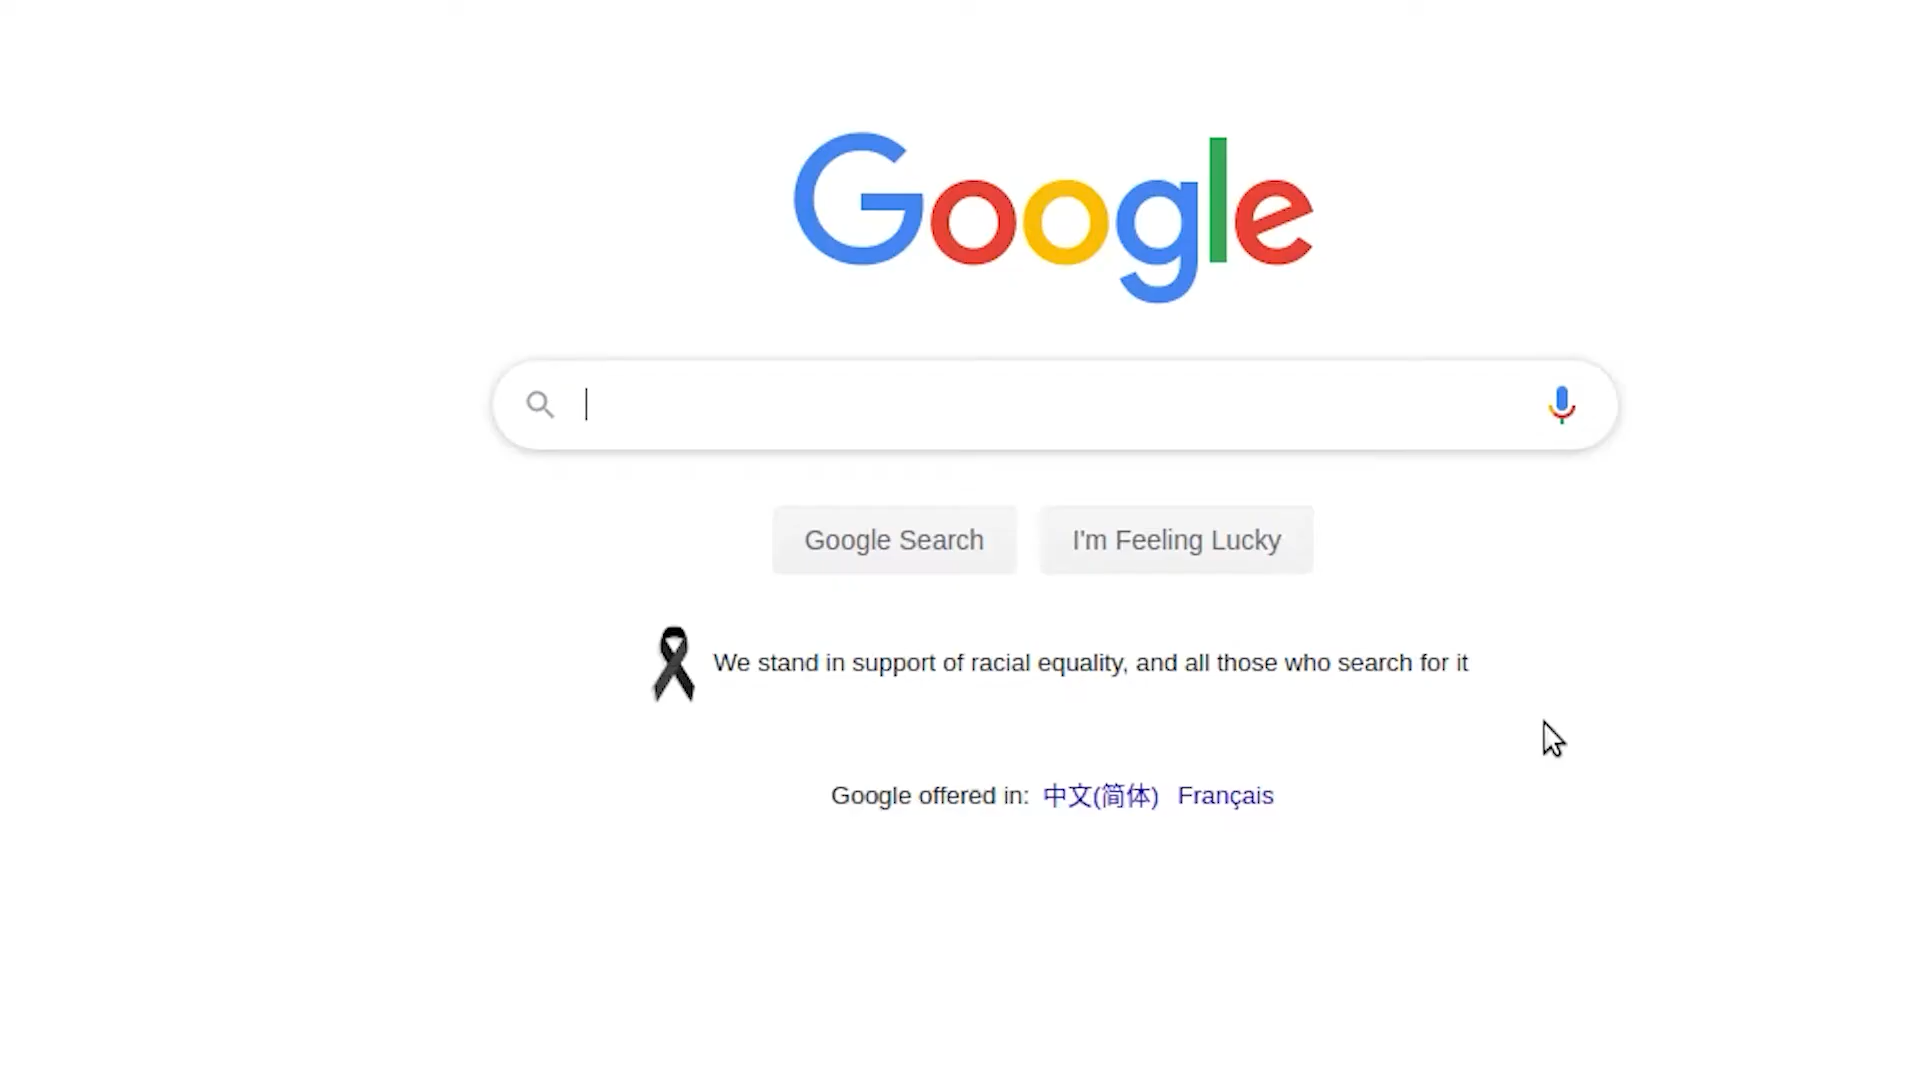 Google
Google Search
I'm Feeling Lucky
We stand in support of racial equality, and all those who search for it
Google offered in: 中文(简体) Français